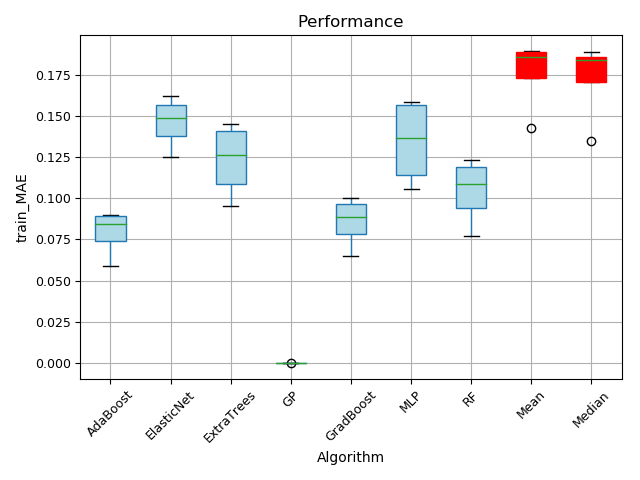 Performance
train_MAE
0.175
0.150
0.125
0.100
0.075
0.050
0.025
0.000
AdaBoost
ElasticNet
ExtraTrees
GP
GradBoost
MLP
RF
Mean
Median
Algorithm